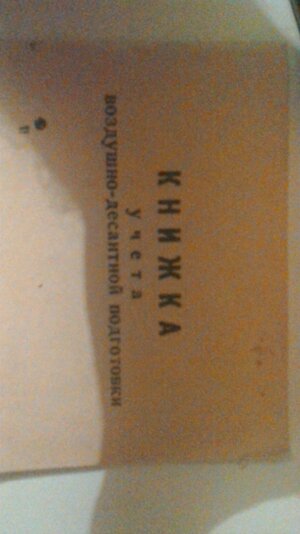 КНИЖКА
учета
воздушно-десантной подготовки